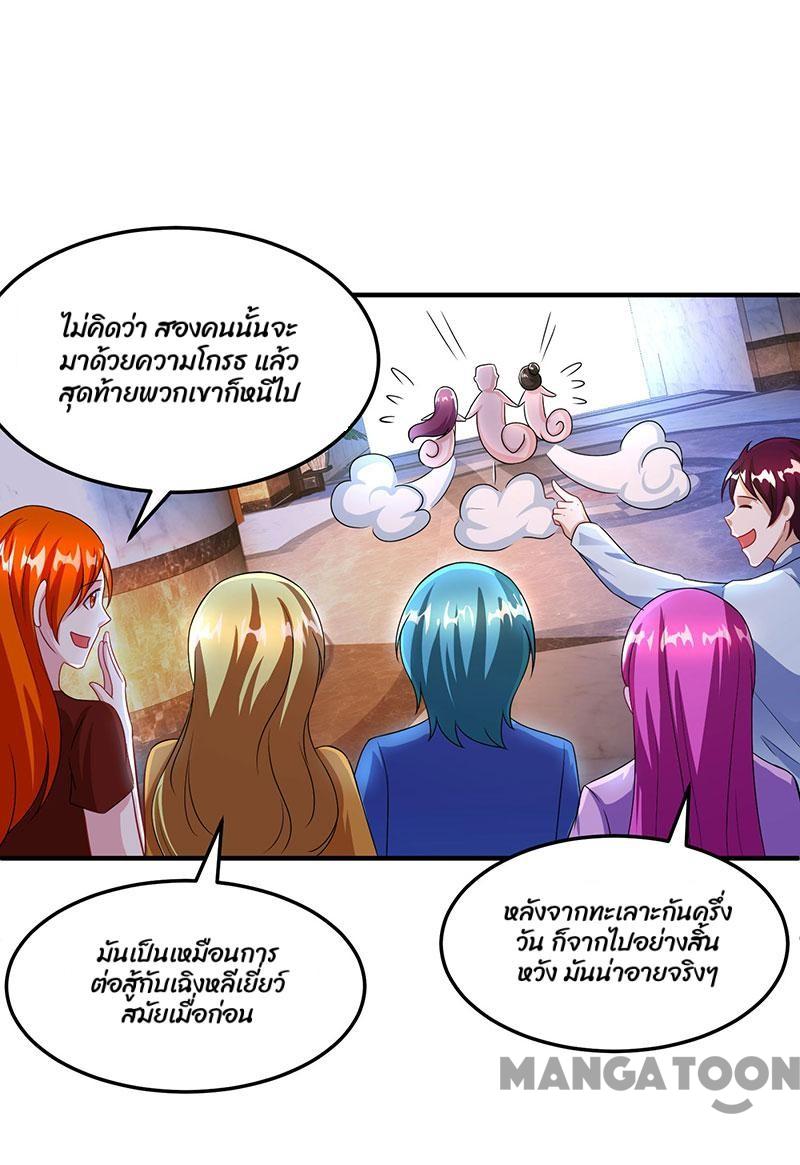 ไม่คิดว่า สองคนนั้นจะ
มาด้วยความโกรธ แล้ว
สุดท้ายพวกเขาก็หนีไป
มันเป็นเหมือนการ
ต่อสู้กับเฉิงหลีเยี่ยว์
สมัยเมื่อก่อน
หลังจากทะเลาะกันครึ่ง
วัน ก็จากไปอย่างสิ้น
หวัง มันน่าอายจริงๆ
MANGATOON